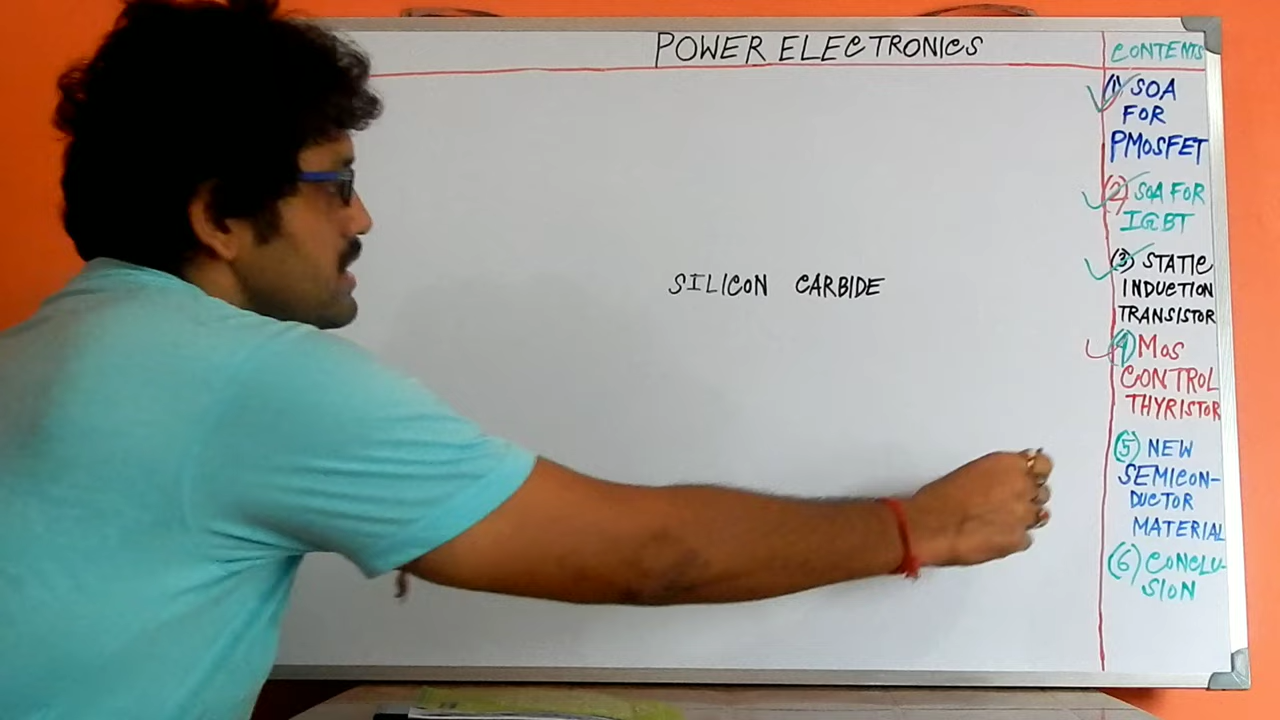 POWER ELECTRONICS
SILICON CARBIDE
CONTENTS
(1) SOA
FOR
PMOSFET
(2) SOA FOR
IGBT
(3) STATIC
INDUCTION
TRANSISTOR
(4) MOS
CONTROL
THYRISTOR
(5) NEW
SEMICON-
DUCTOR
MATERIAL
(6) CONCLU-
SION